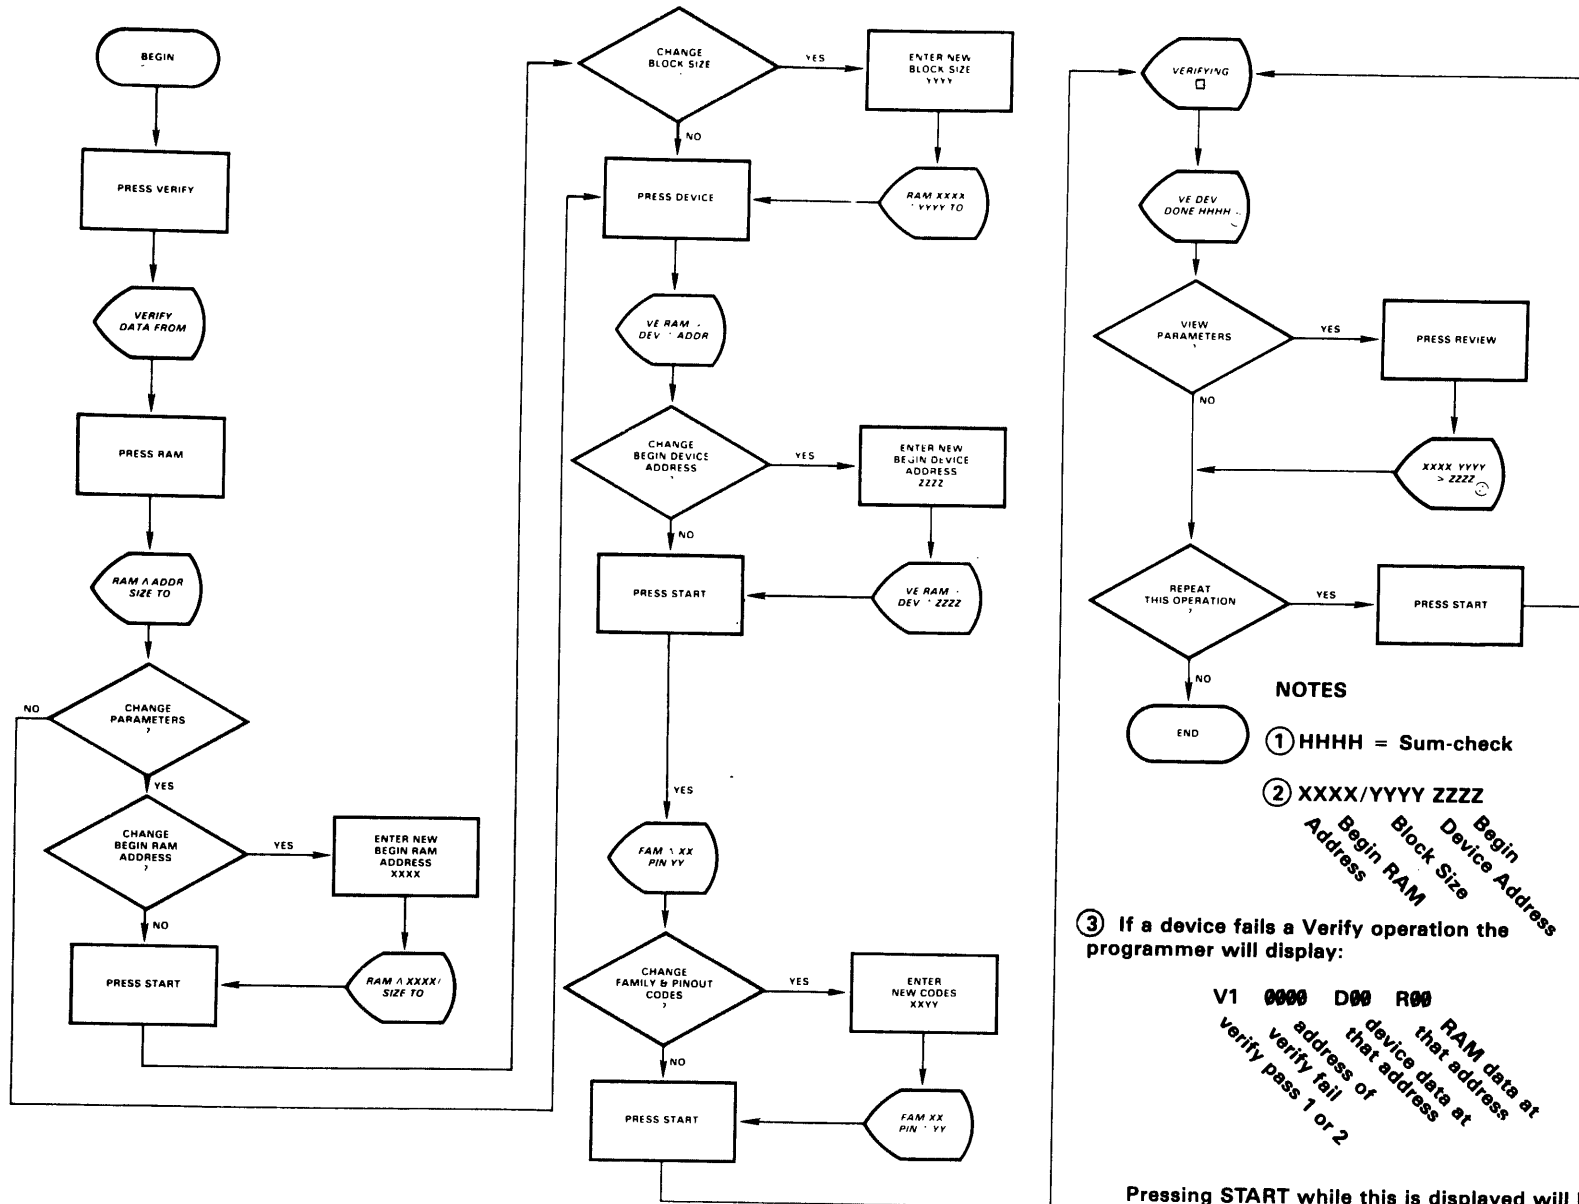 BEGIN
PRESS VERIFY
VERIFY
DATA FROM
PRESS RAM
RAM Λ ADDR
SIZE TO
CHANGE
PARAMETERS
?
NO
YES
CHANGE
BEGIN RAM
ADDRESS
?
YES
ENTER NEW
BEGIN RAM
ADDRESS
XXXX
NO
PRESS START
RAM Λ XXXX/
SIZE TO
CHANGE
BLOCK SIZE
YES
ENTER NEW
BLOCK SIZE
YYYY
NO
PRESS DEVICE
RAM XXXX
YYYY TO
VE RAM
DEV ADDR
CHANGE
BEGIN DEVICE
ADDRESS
?
YES
ENTER NEW
BEGIN DEVICE
ADDRESS
ZZZZ
NO
PRESS START
VE RAM
DEV ZZZZ
YES
FAM XX
PIN YY
CHANGE
FAMILY & PINOUT
CODES
?
YES
ENTER
NEW CODES
XXYY
NO
PRESS START
FAM XX
PIN YY
VERIFYING
VE DEV
DONE HHHH
VIEW
PARAMETERS
?
YES
PRESS REVIEW
NO
XXXX YYYY
> ZZZZ
REPEAT
THIS OPERATION
?
YES
PRESS START
NO
END
NOTES
① HHHH = Sum-check
② XXXX/YYYY ZZZZ
Begin RAM
Address
Block Size
Begin
Device Address
③ If a device fails a Verify operation the
programmer will display:
V1 0000 D00 R00
verify pass 1 or 2
address of
verify fail
device data at
that address
RAM data at
that address
Pressing START while this is displayed will